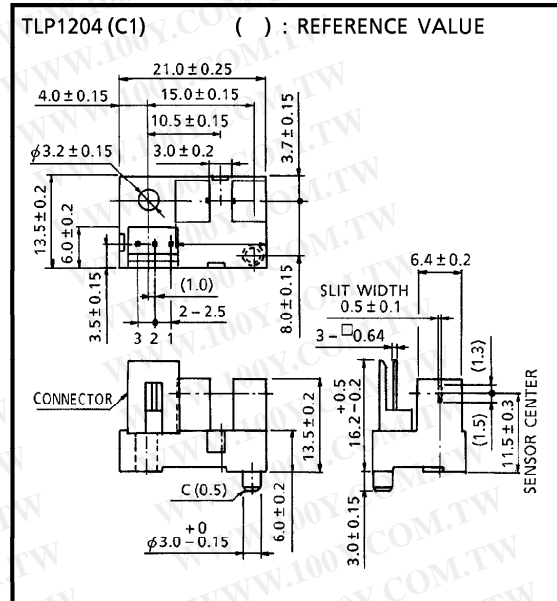 TLP1204 (C1) ( ) : REFERENCE VALUE
21.0±0.25
4.0±0.15
15.0±0.15
10.5±0.15
ϕ3.2±0.15
3.0±0.2
3.7±0.15
13.5±0.2
6.0±0.2
3.5±0.15
(1.0)
2-2.5
3 2 1
8.0±0.15
6.4±0.2
SLIT WIDTH
0.5±0.1
3-□0.64
(1.3)
CONNECTOR
13.5±0.2
+0.5
16.2-0.2
(1.5)
11.5±0.3
SENSOR CENTER
C (0.5)
6.0±0.2
+0
ϕ3.0-0.15
3.0±0.15
WWW.100Y.COM.TW